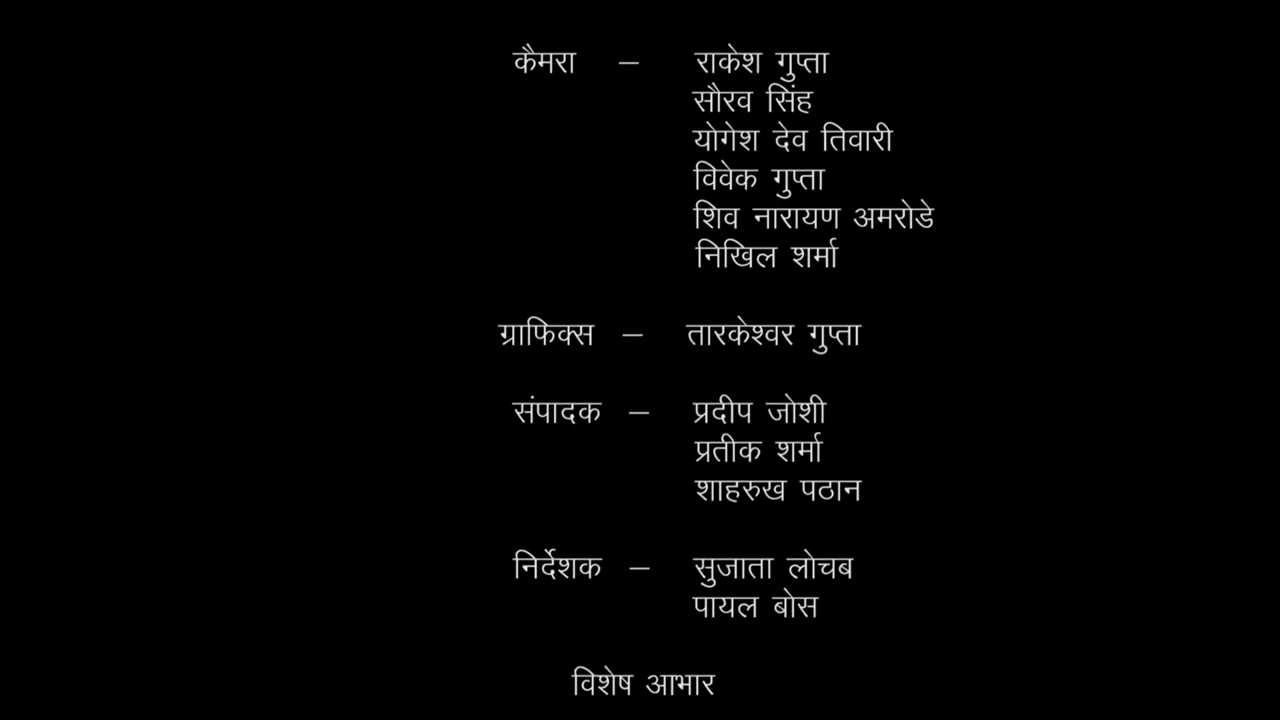 कैमरा – राकेश गुप्ता
सौरव सिंह
योगेश देव तिवारी
विवेक गुप्ता
शिव नारायण अमरोडे
निखिल शर्मा
ग्राफिक्स – तारकेश्वर गुप्ता
संपादक – प्रदीप जोशी
प्रतीक शर्मा
शाहरुख पठान
निर्देशक – सुजाता लोचब
पायल बोस
विशेष आभार